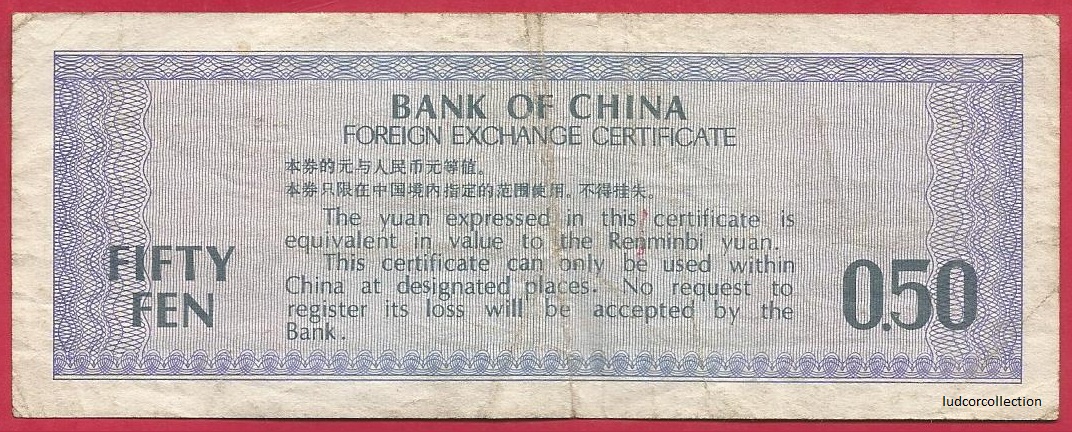 BANK OF CHINA
FOREIGN EXCHANGE CERTIFICATE
本券的元与人民币元等值。
本券只限在中国境内指定的范围使用。不得挂失。
The yuan expressed in this certificate is
equivalent in value to the Renminbi yuan.
This certificate can only be used within
China at designated places. No request to
register its loss will be accepted by the
Bank.
FIFTY
FEN
0.50
ludcorcollection